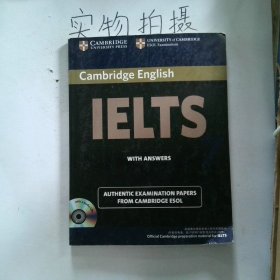 实物拍摄
CAMBRIDGE
UNIVERSITY PRESS
UNIVERSITY OF CAMBRIDGE
ESOL Examinations
Cambridge English
IELTS
WITH ANSWERS
AUTHENTIC EXAMINATION PAPERS
FROM CAMBRIDGE ESOL
Official Cambridge preparation material for IELTS